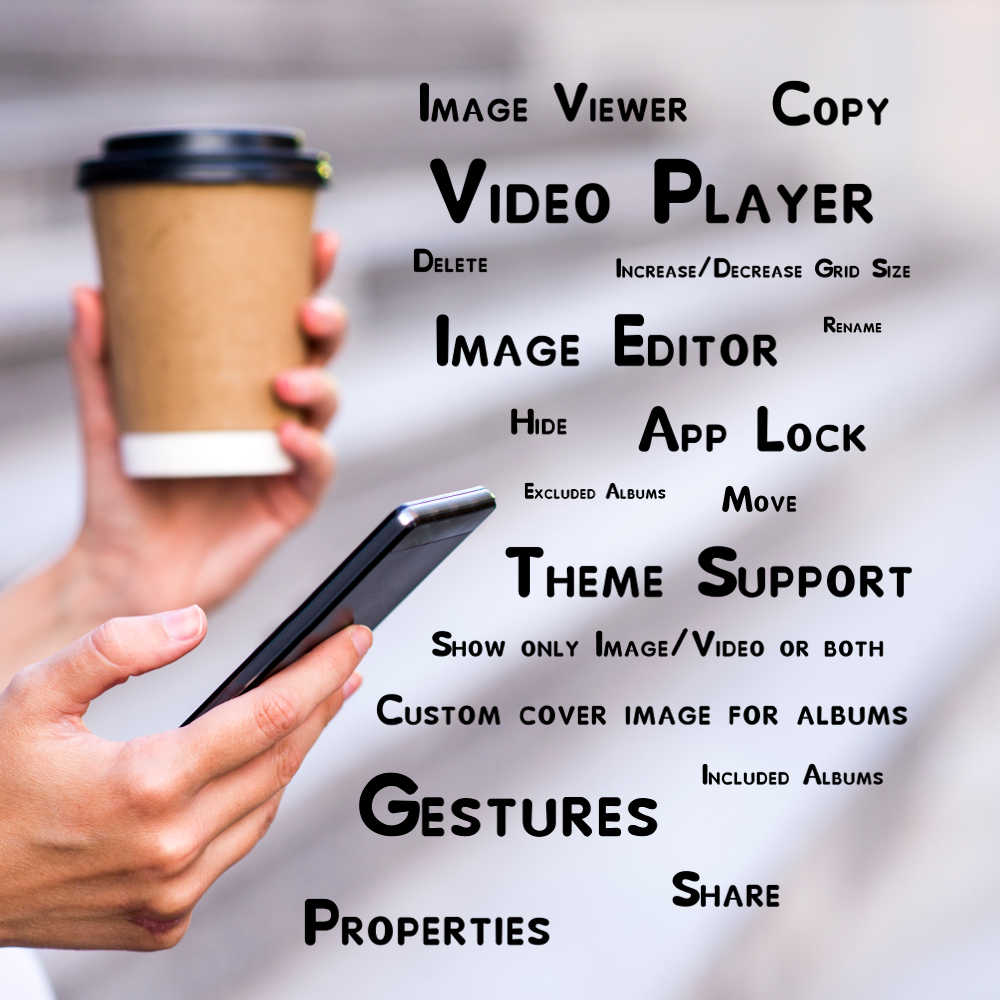 Image Viewer
Copy
Video Player
Delete
Increase/Decrease Grid Size
Image Editor
Rename
Hide
App Lock
Excluded Albums
Move
Theme Support
Show only Image/Video or both
Custom cover image for albums
Included Albums
Gestures
Share
Properties